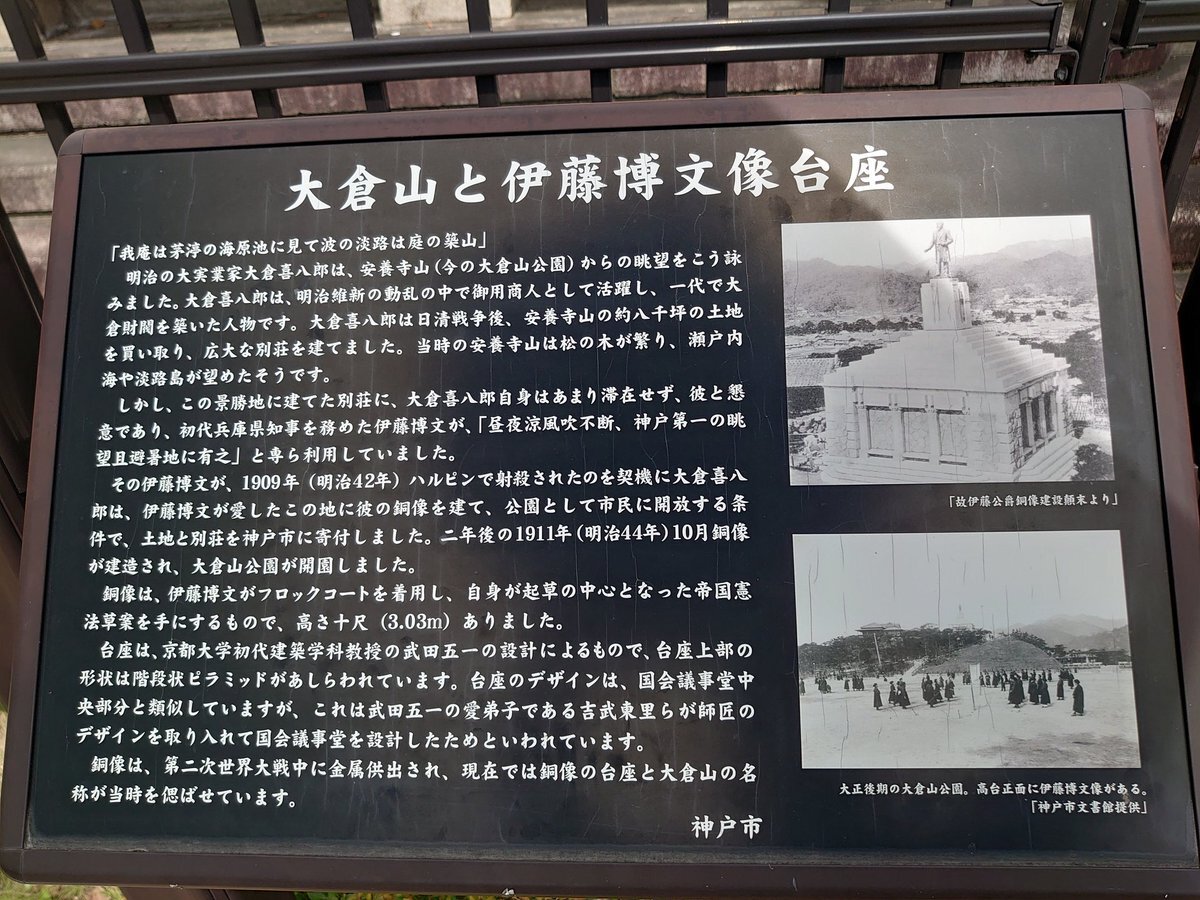 大倉山と伊藤博文像台座
「我庵は茅渟の海原池に見て波の淡路は庭の築山」
明治の大実業家大倉喜八郎は、安養寺山(今の大倉山公園)からの眺望をこう詠
みました。大倉喜八郎は、明治維新の動乱の中で御用商人として活躍し、一代で大
倉財閥を築いた人物です。大倉喜八郎は日清戦争後、安養寺山の約八千坪の土地
を買い取り、広大な別荘を建てました。当時の安養寺山は松の木が繁り、瀬戸内
海や淡路島が望めたそうです。
しかし、この景勝地に建てた別荘に、大倉喜八郎自身はあまり滞在せず、彼と懇
意であり、初代兵庫県知事を務めた伊藤博文が、「昼夜涼風吹不断、神戸第一の眺
望且避暑地に有之」と専ら利用していました。
その伊藤博文が、1909年(明治42年)ハルピンで射殺されたのを契機に大倉喜八
郎は、伊藤博文が愛したこの地に彼の銅像を建て、公園として市民に開放する条
件で、土地と別荘を神戸市に寄付しました。二年後の1911年(明治44年)10月銅像
が建造され、大倉山公園が開園しました。
銅像は、伊藤博文がフロックコートを着用し、自身が起草の中心となった帝国憲
法草案を手にするもので、高さ十尺(3.03m)ありました。
台座は、京都大学初代建築学科教授の武田五一の設計によるもので、台座上部の
形状は階段状ピラミッドがあしらわれています。台座のデザインは、国会議事堂中
央部分と類似していますが、これは武田五一の愛弟子である吉武東里らが師匠の
デザインを取り入れて国会議事堂を設計したためといわれています。
銅像は、第二次世界大戦中に金属供出され、現在では銅像の台座と大倉山の名
称が当時を偲ばせています。
神戸市
「故伊藤公爵銅像建設顛末より」
大正後期の大倉山公園。高台正面に伊藤博文像がある。
「神戸市文書館提供」